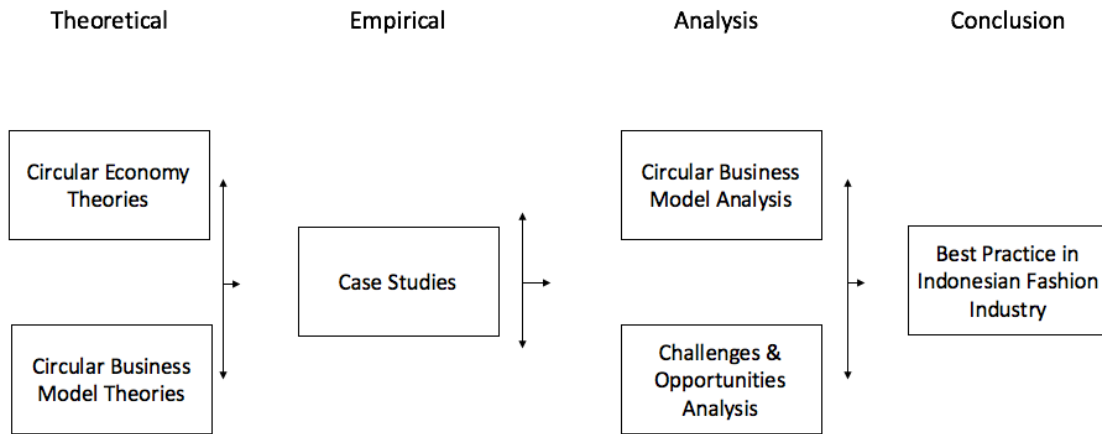 Theoretical
Empirical
Analysis
Conclusion
Circular Economy
Theories
Circular Business
Model Theories
Case Studies
Circular Business
Model Analysis
Challenges &
Opportunities
Analysis
Best Practice in
Indonesian Fashion
Industry